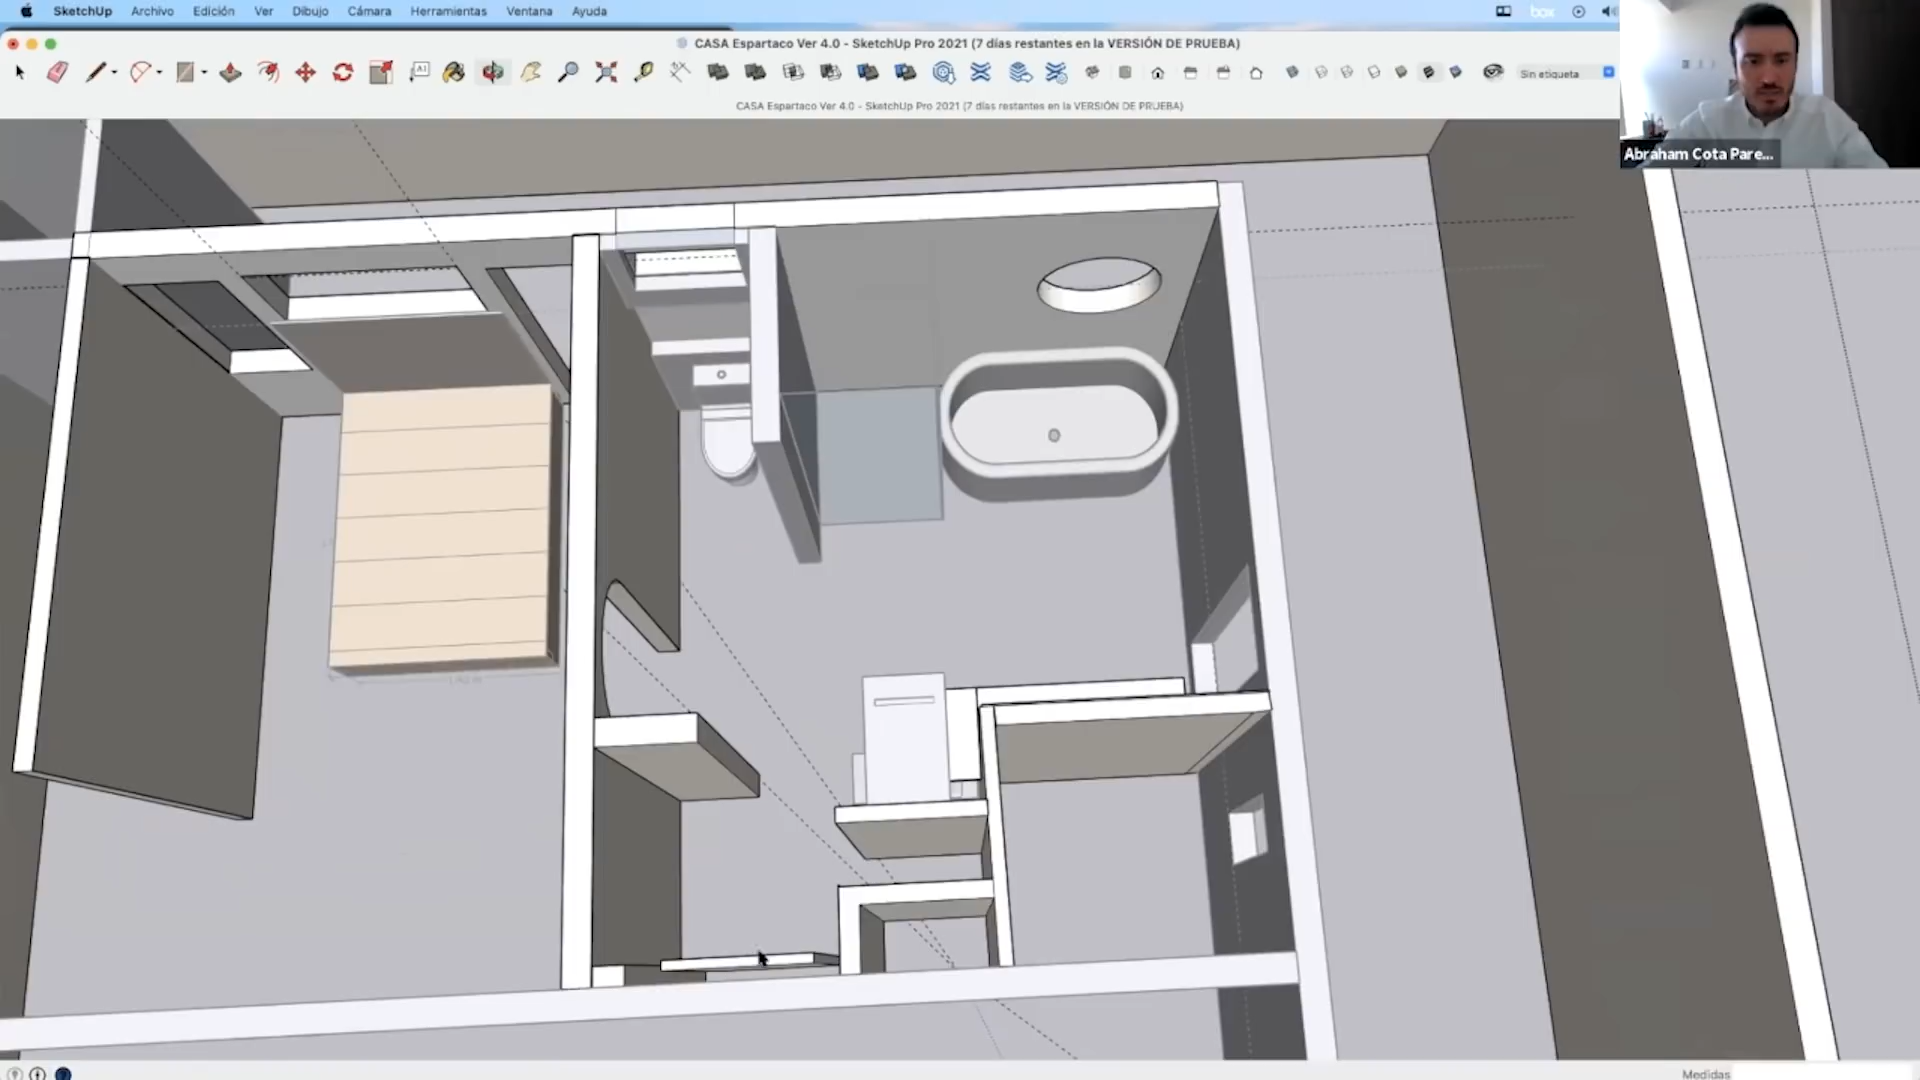 SketchUp Archivo Edición Ver Dibujo Cámara Herramientas Ventana Ayuda
box
CASA Espartaco Ver 4.0 - SketchUp Pro 2021 (7 días restantes en la VERSIÓN DE PRUEBA)
A1
Sin etiqueta
CASA Espartaco Ver 4.0 - SketchUp Pro 2021 (7 días restantes en la VERSIÓN DE PRUEBA)
Abraham Cota Pare...
Medidas